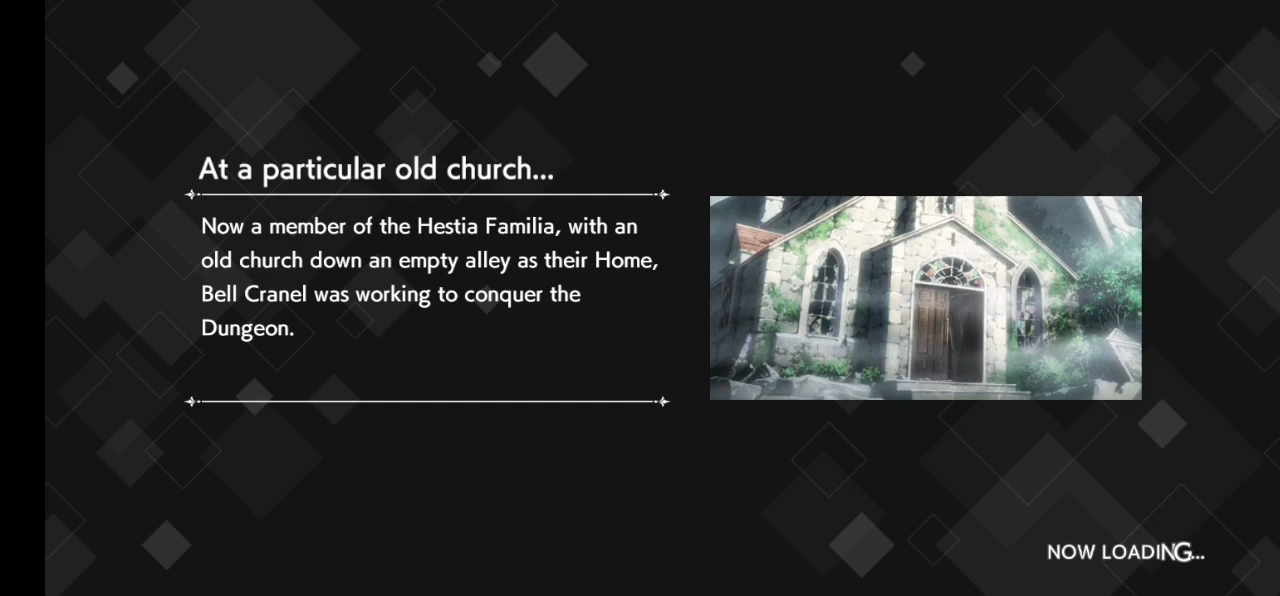 At a particular old church...
Now a member of the Hestia Familia, with an
old church down an empty alley as their Home,
Bell Cranel was working to conquer the
Dungeon.
NOW LOADING...